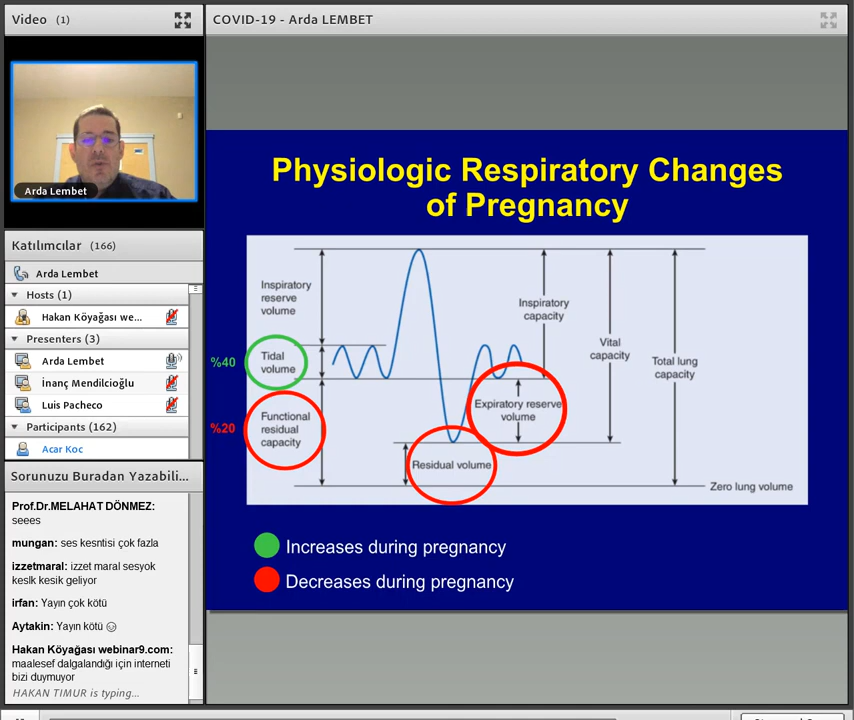 Video (1)
COVID-19 - Arda LEMBET
Arda Lembet
Katılımcılar (166)
Arda Lembet
Hosts (1)
Hakan Köyağası we...
Presenters (3)
Arda Lembet
İnanç Mendilcioğlu
Luis Pacheco
Participants (162)
Acar Koc
Sorunuzu Buradan Yazabili...
Prof.Dr.MELAHAT DÖNMEZ:
seees
mungan: ses kesntisi çok fazla
izzetmaral: izzet maral sesyok
keslk kesik geliyor
irfan: Yayın çok kötü
Aytakin: Yayın kötü ☹
Hakan Köyağası webinar9.com:
maalesef dalgalandığı için interneti
bizi duymuyor
HAKAN TIMUR is typing...
Physiologic Respiratory Changes
of Pregnancy
Inspiratory
reserve
volume
%40
Tidal
volume
%20
Functional
residual
capacity
Inspiratory
capacity
Vital
capacity
Total lung
capacity
Expiratory reserve
volume
Residual volume
Zero lung volume
Increases during pregnancy
Decreases during pregnancy